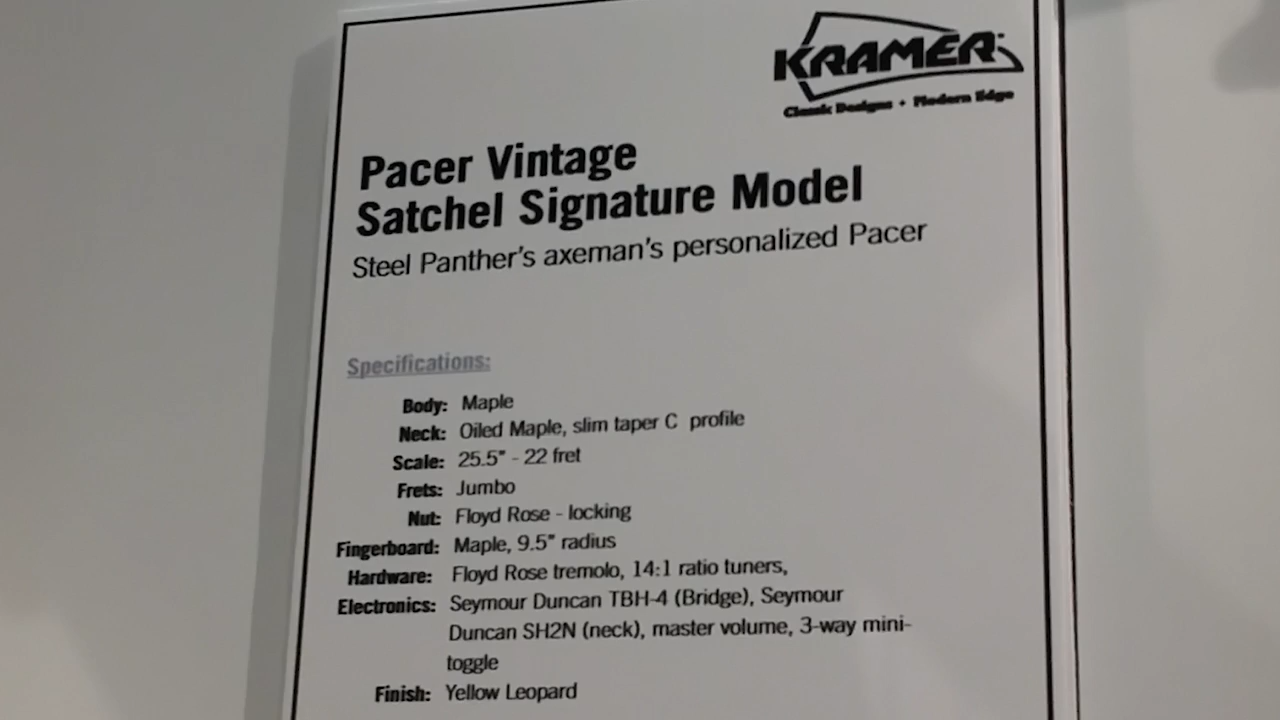 KRAMER
Classic Designs • Modern Edge
Pacer Vintage
Satchel Signature Model
Steel Panther's axeman's personalized Pacer
Specifications:
Body: Maple
Neck: Oiled Maple, slim taper C profile
Scale: 25.5" - 22 fret
Frets: Jumbo
Nut: Floyd Rose - locking
Fingerboard: Maple, 9.5" radius
Hardware: Floyd Rose tremolo, 14:1 ratio tuners,
Electronics: Seymour Duncan TBH-4 (Bridge), Seymour
Duncan SH2N (neck), master volume, 3-way mini-
toggle
Finish: Yellow Leopard